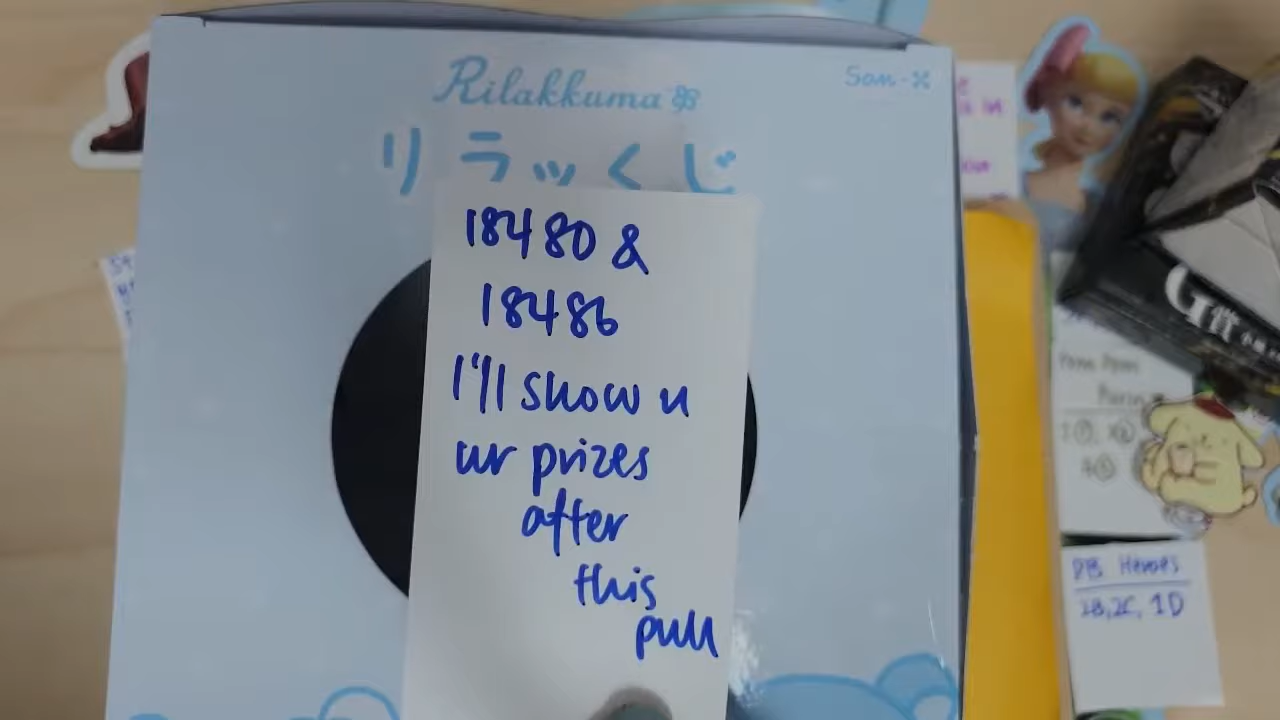 Rilakkuma
San-X
リラックじ
18480 &
18486
I'll show u
ur prizes
after
this
pull
Pom Pom
Purin
DB Heroes
2B, 2C, 1D